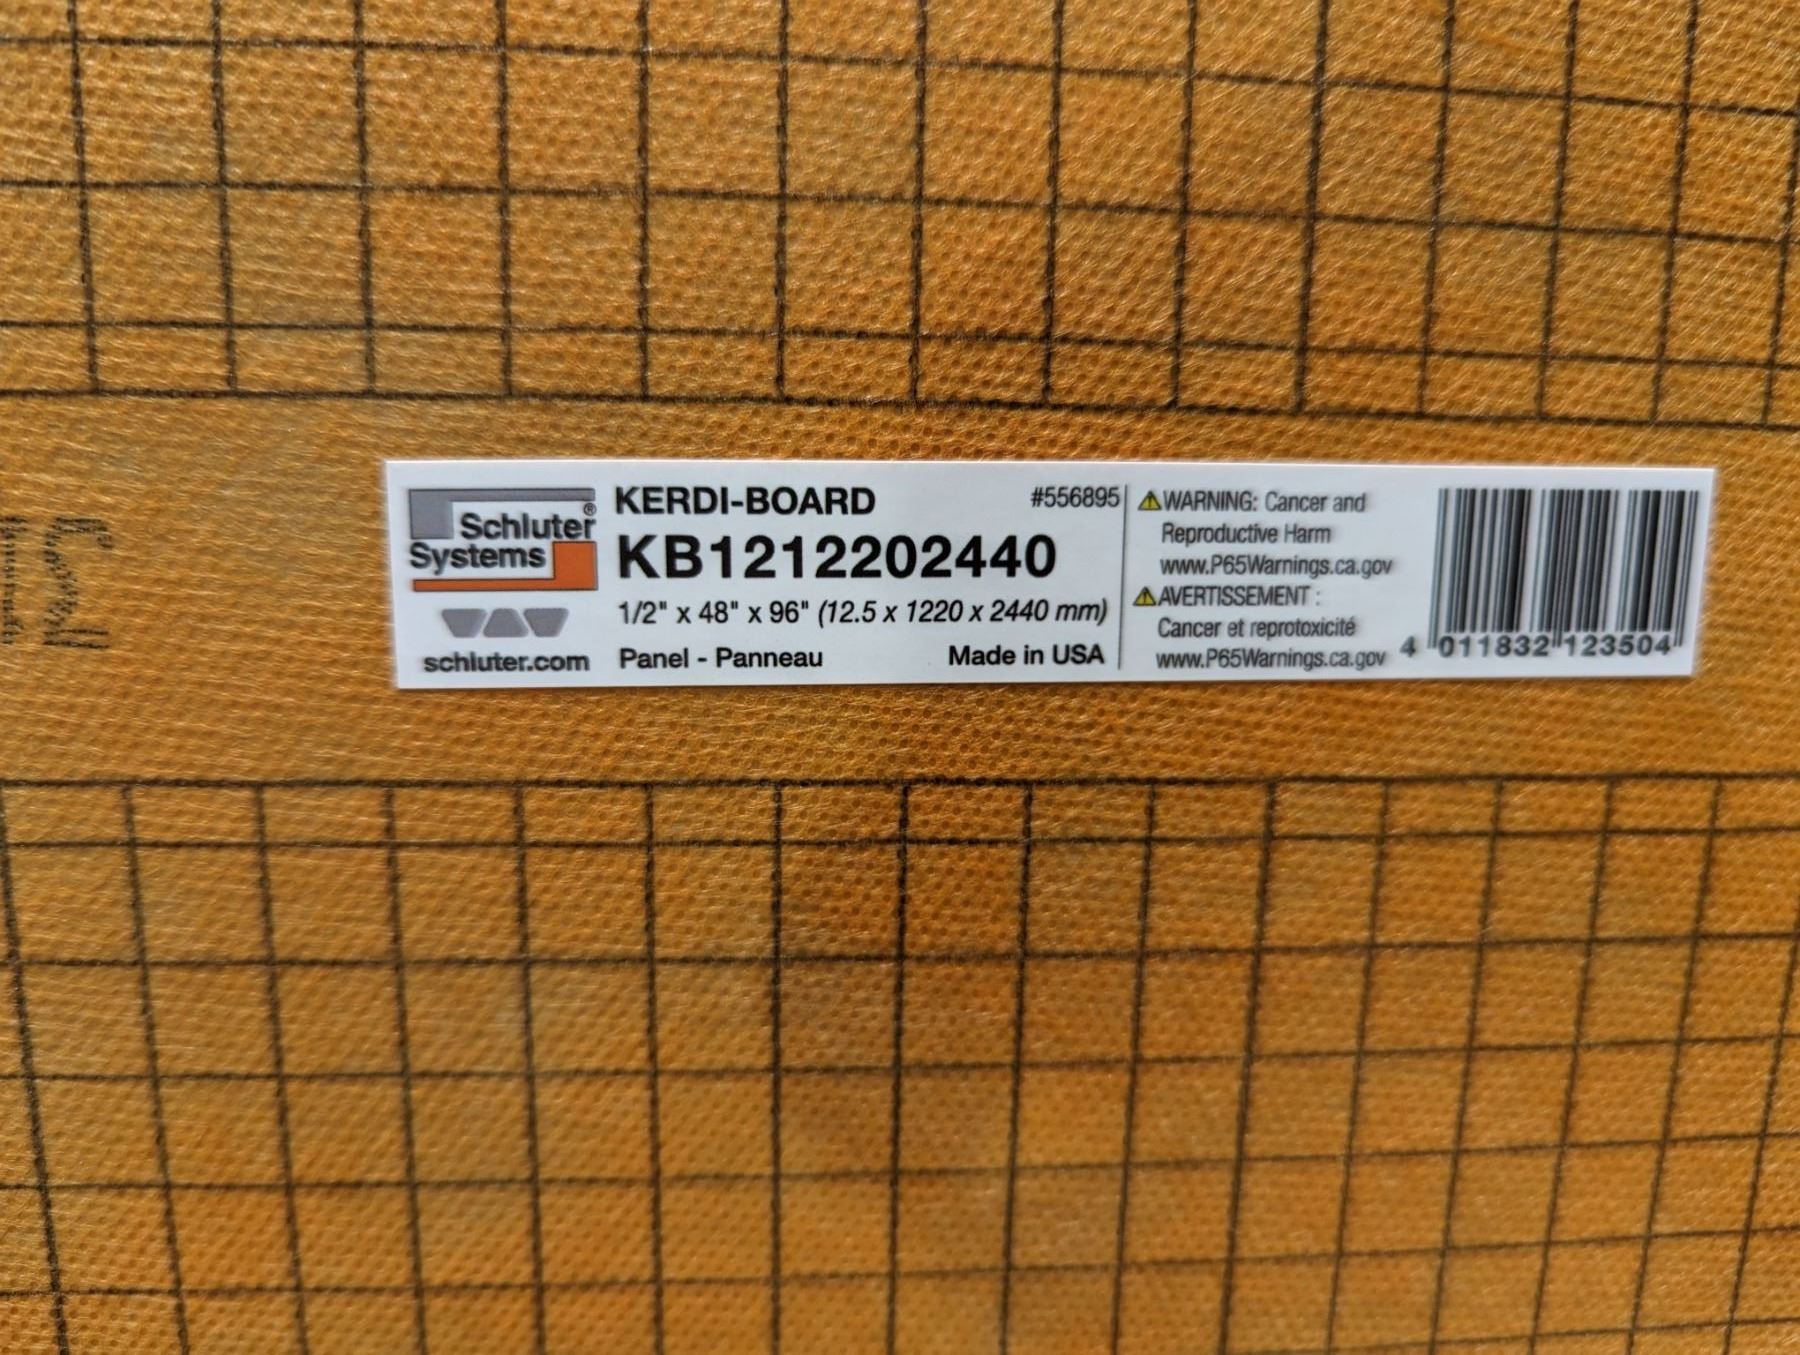 Schluter®
Systems
schluter.com
KERDI-BOARD #556895
KB1212202440
1/2" x 48" x 96" (12.5 x 1220 x 2440 mm)
Panel - Panneau Made in USA
WARNING: Cancer and
Reproductive Harm
www.P65Warnings.ca.gov
AVERTISSEMENT :
Cancer et reprotoxicité
www.P65Warnings.ca.gov
4 011832 123504